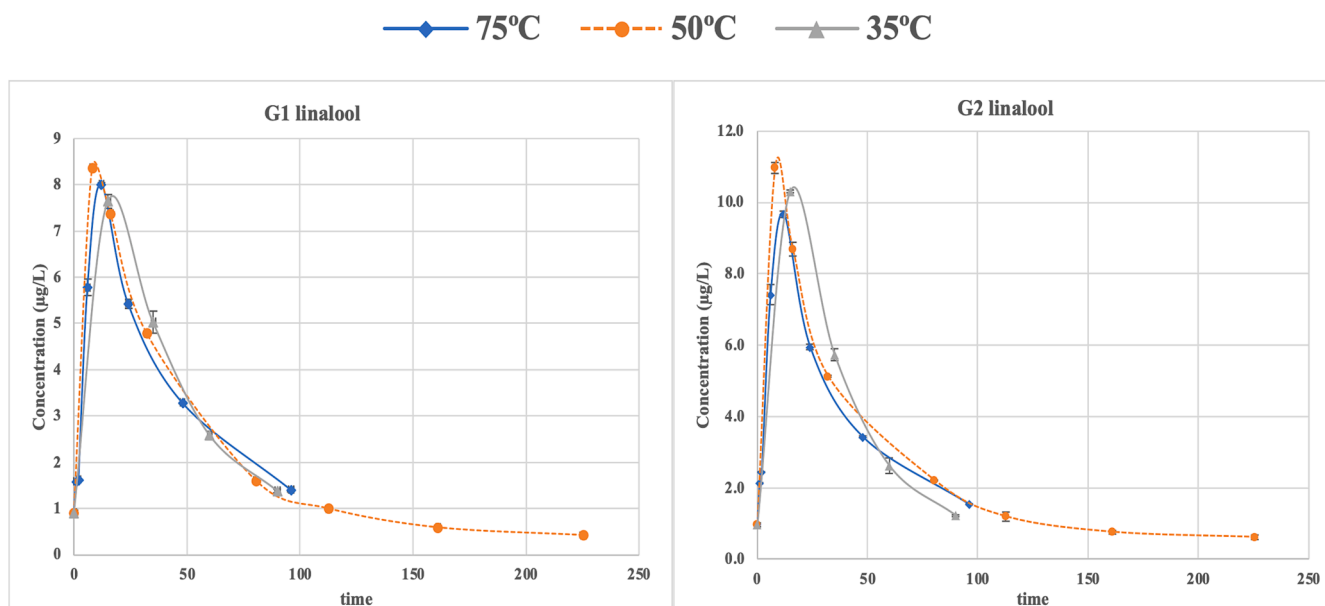 75ºC 50ºC 35ºC
G1 linalool
9
8
7
6
5
4
3
2
1
0
Concentration (µg/L)
0 50 100 150 200 250
time
G2 linalool
12.0
10.0
8.0
6.0
4.0
2.0
0.0
Concentration (µg/L)
0 50 100 150 200 250
time